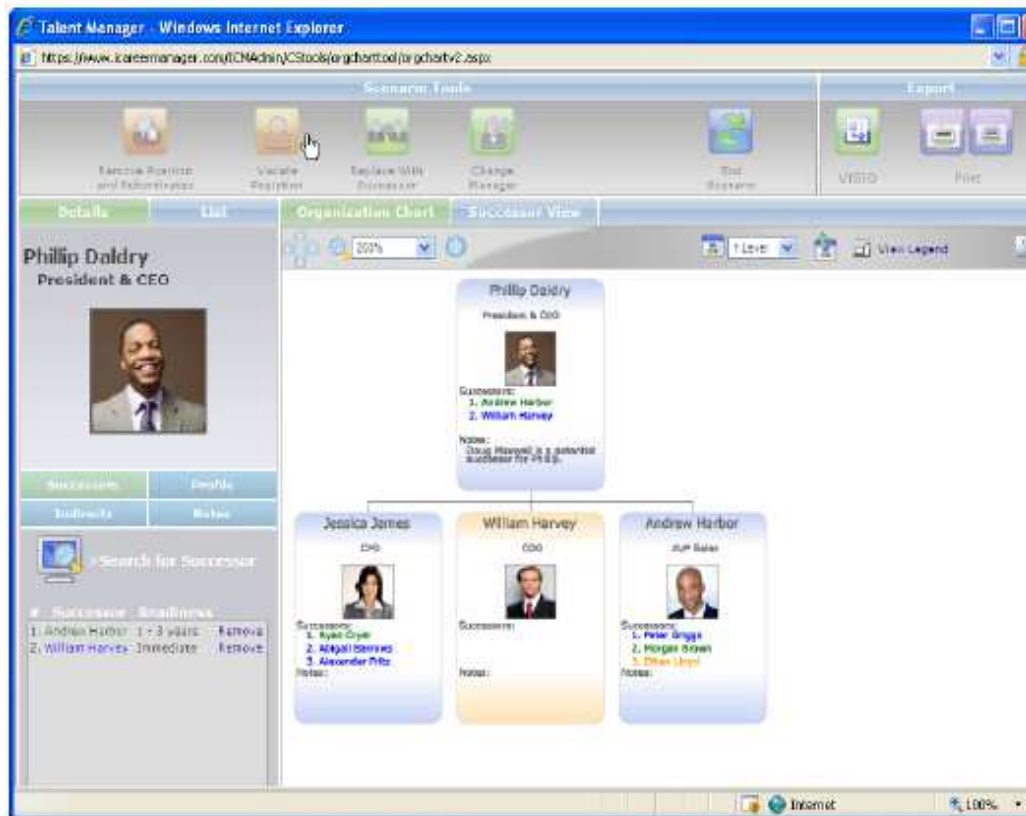 Talent Manager - Windows Internet Explorer
https://www.icareermanager.com/ICMAdmin/ICStools/orgcharttool/orgchartv2.aspx
Scenario Tools
Export
Remove Position
and Subordinates
Vacate
Position
Replace With
Successor
Change
Manager
End
Scenario
VISIO
Print
Details
List
Organization Chart
Successor View
200%
1 Level
View Legend
Phillip Daldry
President & CEO
Successors
Profile
Indirects
Notes
Search for Successor
# Successor Readiness
1. Andrew Harbor 1 - 3 years Remove
2. William Harvey Immediate Remove
Phillip Daldry
President & CEO
Successors:
1. Andrew Harbor
2. William Harvey
Notes:
Doug Maxwell is a potential
successor for Philip.
Jessica James
CFO
Successors:
1. Ryan Cryer
2. Abigail Barrows
3. Alexander Fritz
Notes:
William Harvey
COO
Successors:
Notes:
Andrew Harbor
Sales
Successors:
1. Peter Griggs
2. Morgan Brown
3. Ethan Lloyd
Notes:
Internet
100%